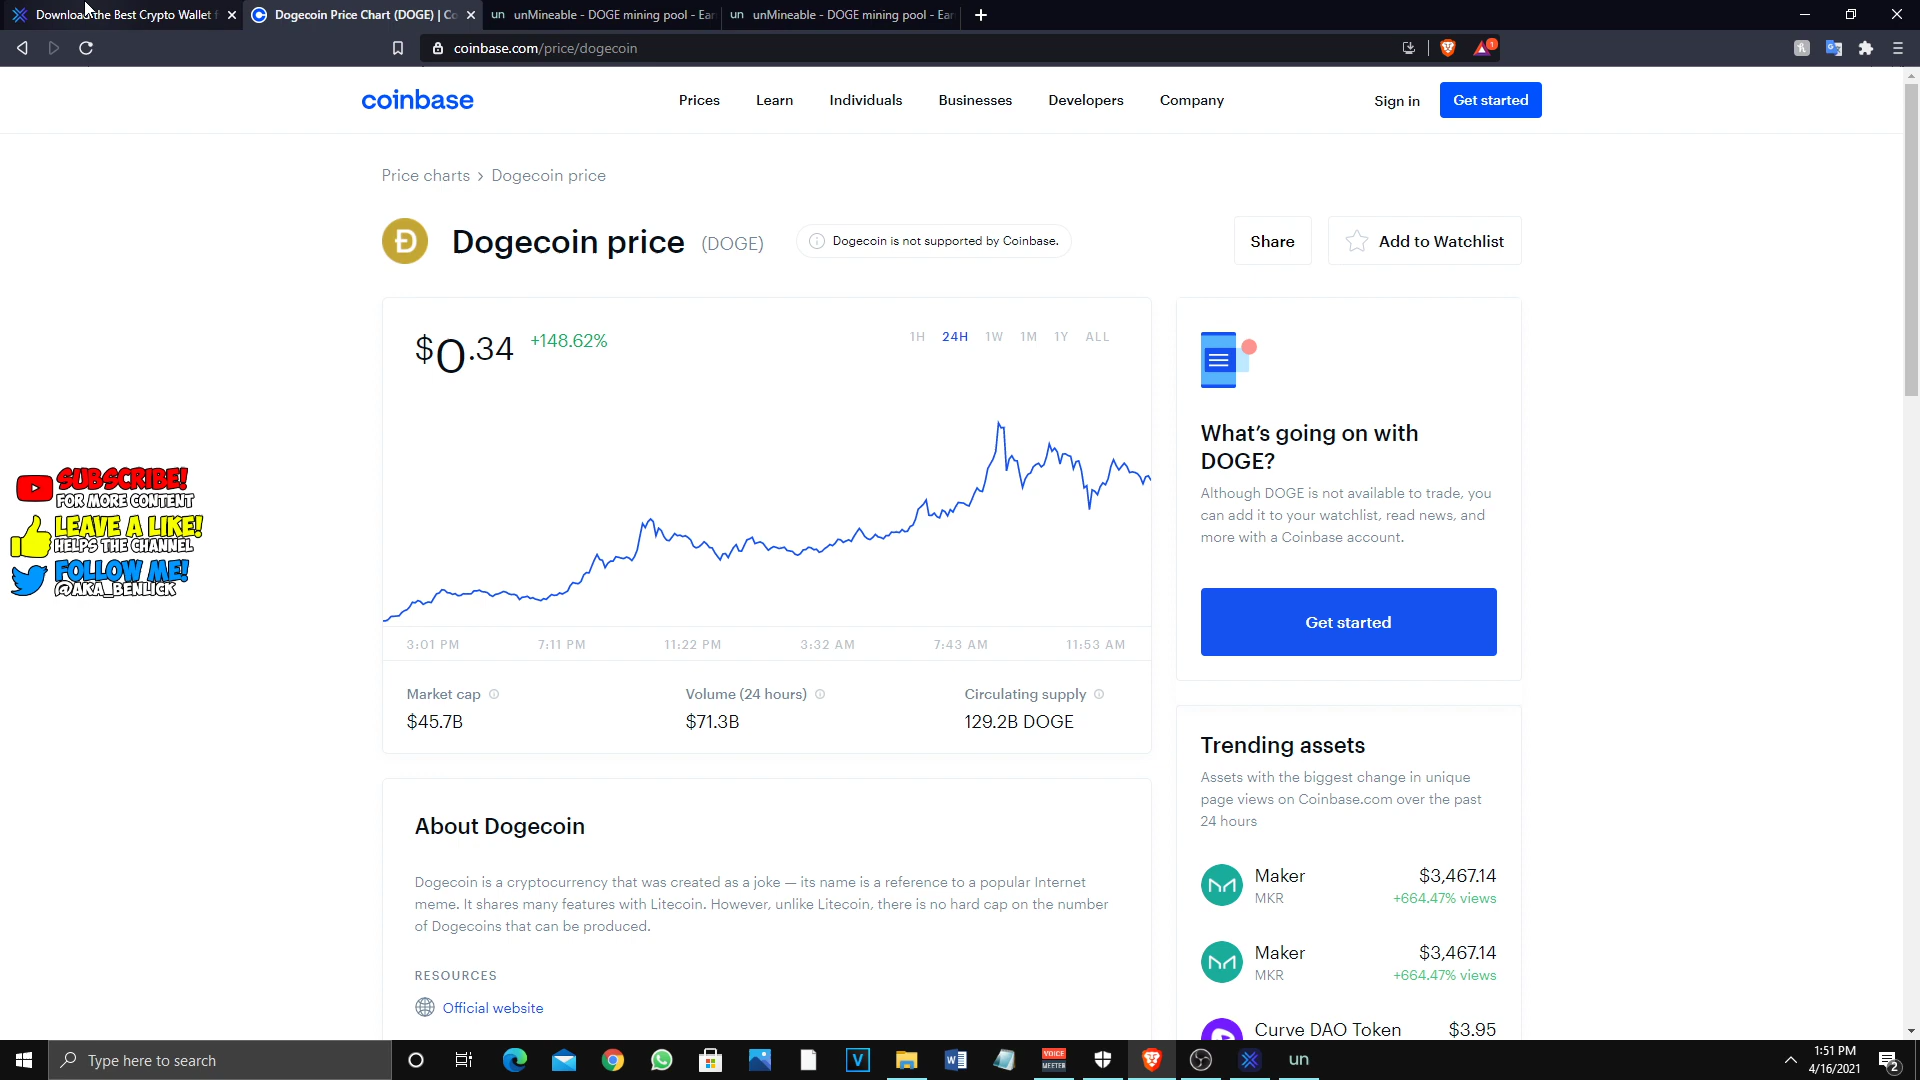 Download the Best Crypto Wallet f
Dogecoin Price Chart (DOGE) | Co
un unMineable - DOGE mining pool - Ear
un unMineable - DOGE mining pool - Ear
coinbase.com/price/dogecoin
1
coinbase
Prices
Learn
Individuals
Businesses
Developers
Company
Sign in
Get started
Price charts > Dogecoin price
Dogecoin price (DOGE)
Dogecoin is not supported by Coinbase.
Share
Add to Watchlist
$0.34 +148.62%
1H 24H 1W 1M 1Y ALL
3:01 PM 7:11 PM 11:22 PM 3:32 AM 7:43 AM 11:53 AM
Market cap
$45.7B
Volume (24 hours)
$71.3B
Circulating supply
129.2B DOGE
What's going on with
DOGE?
Although DOGE is not available to trade, you
can add it to your watchlist, read news, and
more with a Coinbase account.
Get started
SUBSCRIBE!
FOR MORE CONTENT
LEAVE A LIKE!
HELPS THE CHANNEL
FOLLOW ME!
@AKA_BENLICK
About Dogecoin
Dogecoin is a cryptocurrency that was created as a joke — its name is a reference to a popular Internet
meme. It shares many features with Litecoin. However, unlike Litecoin, there is no hard cap on the number
of Dogecoins that can be produced.
RESOURCES
Official website
Trending assets
Assets with the biggest change in unique
page views on Coinbase.com over the past
24 hours
Maker $3,467.14
MKR +664.47% views
Maker $3,467.14
MKR +664.47% views
Curve DAO Token $3.95
Type here to search
V
VOICE
MEETER
un
1:51 PM
4/16/2021
2